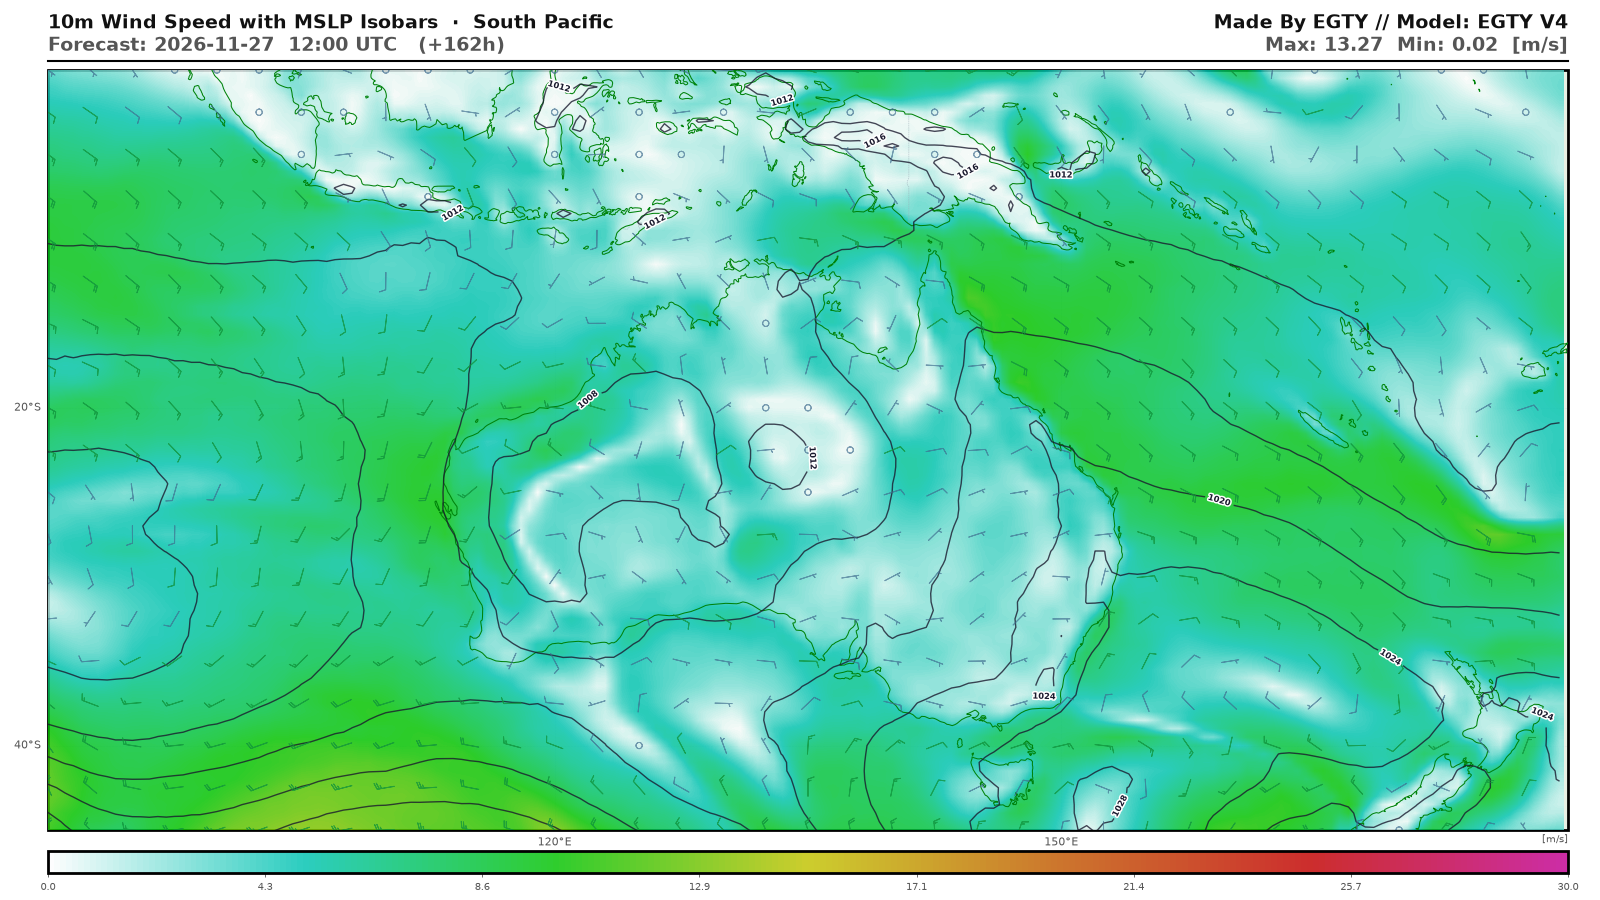 10m Wind Speed with MSLP Isobars · South Pacific
Made By EGTY // Model: EGTY V4
Forecast: 2026-11-27 12:00 UTC (+162h)
Max: 13.27 Min: 0.02 [m/s]
1012
1012
1016
1016
1012
1012
1012
1008
20°S
1012
1020
1024
1024
1024
40°S
1028
120°E
150°E
[m/s]
0.0
4.3
8.6
12.9
17.1
21.4
25.7
30.0